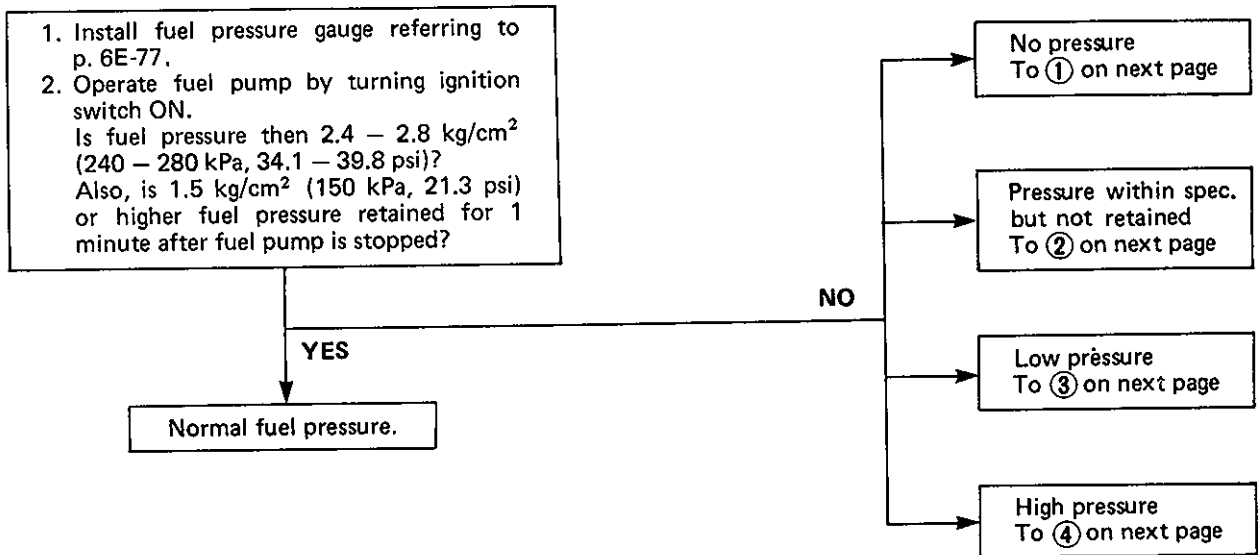 1. Install fuel pressure gauge referring to
p. 6E-77.
2. Operate fuel pump by turning ignition
switch ON.
Is fuel pressure then 2.4 – 2.8 kg/cm²
(240 – 280 kPa, 34.1 – 39.8 psi)?
Also, is 1.5 kg/cm² (150 kPa, 21.3 psi)
or higher fuel pressure retained for 1
minute after fuel pump is stopped?
YES
Normal fuel pressure.
NO
No pressure
To ① on next page
Pressure within spec.
but not retained
To ② on next page
Low pressure
To ③ on next page
High pressure
To ④ on next page